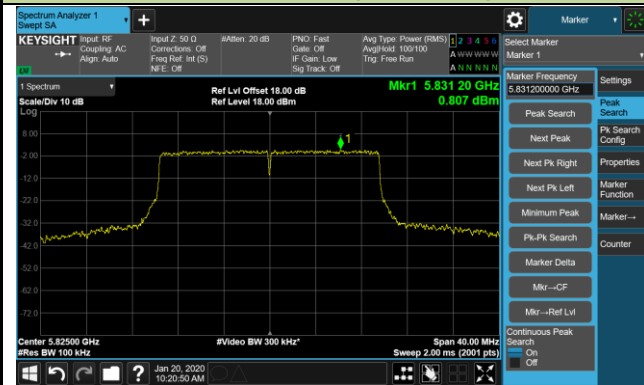 Spectrum Analyzer 1
Swept SA
Marker
KEYSIGHT
Input: RF
Coupling: AC
Align: Auto
Input Z: 50 Ω
Corrections: Off
Freq Ref: Int (S)
NFE: Off
#Atten: 20 dB
PNO: Fast
Gate: Off
IF Gain: Low
Sig Track: Off
Avg Type: Power (RMS)
Avg|Hold: 100/100
Trig: Free Run
1 2 3 4 5 6
A W W W W W
A N N N N N
Select Marker
Marker 1
1 Spectrum
Scale/Div 10 dB
Log
Ref Lvl Offset 18.00 dB
Ref Level 18.00 dBm
Mkr1 5.831 20 GHz
0.807 dBm
8.00
-2.00
-12.0
-22.0
-32.0
-42.0
-52.0
-62.0
-72.0
1
Center 5.82500 GHz
#Res BW 100 kHz
#Video BW 300 kHz*
Span 40.00 MHz
Sweep 2.00 ms (2001 pts)
Marker Frequency
5.831200000 GHz
Peak Search
Next Peak
Next Pk Right
Next Pk Left
Minimum Peak
Pk-Pk Search
Marker Delta
Mkr→CF
Mkr→Ref Lvl
Continuous Peak
Search
On
Off
Settings
Peak
Search
Pk Search
Config
Properties
Marker
Function
Marker→
Counter
?
Jan 20, 2020
10:20:50 AM